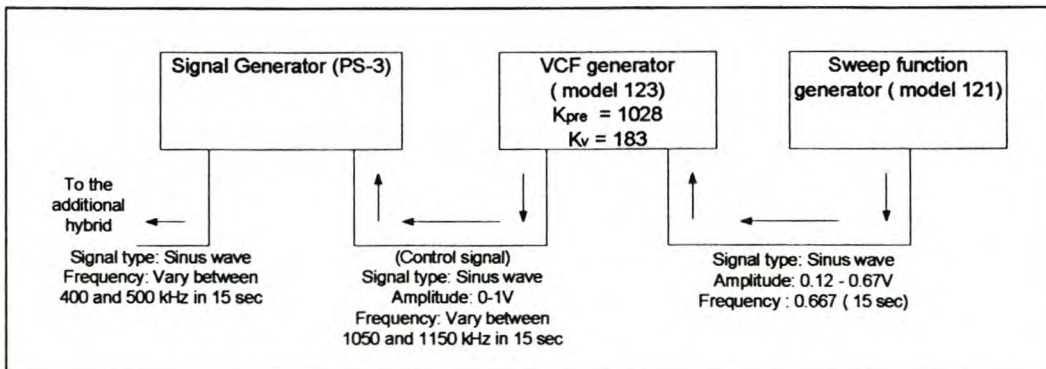 Signal Generator (PS-3)
VCF generator
( model 123)
Kpre = 1028
Kv = 183
Sweep function
generator ( model 121)
To the
additional
hybrid
Signal type: Sinus wave
Frequency: Vary between
400 and 500 kHz in 15 sec
(Control signal)
Signal type: Sinus wave
Amplitude: 0-1V
Frequency: Vary between
1050 and 1150 kHz in 15 sec
Signal type: Sinus wave
Amplitude: 0.12 - 0.67V
Frequency : 0.667 ( 15 sec)